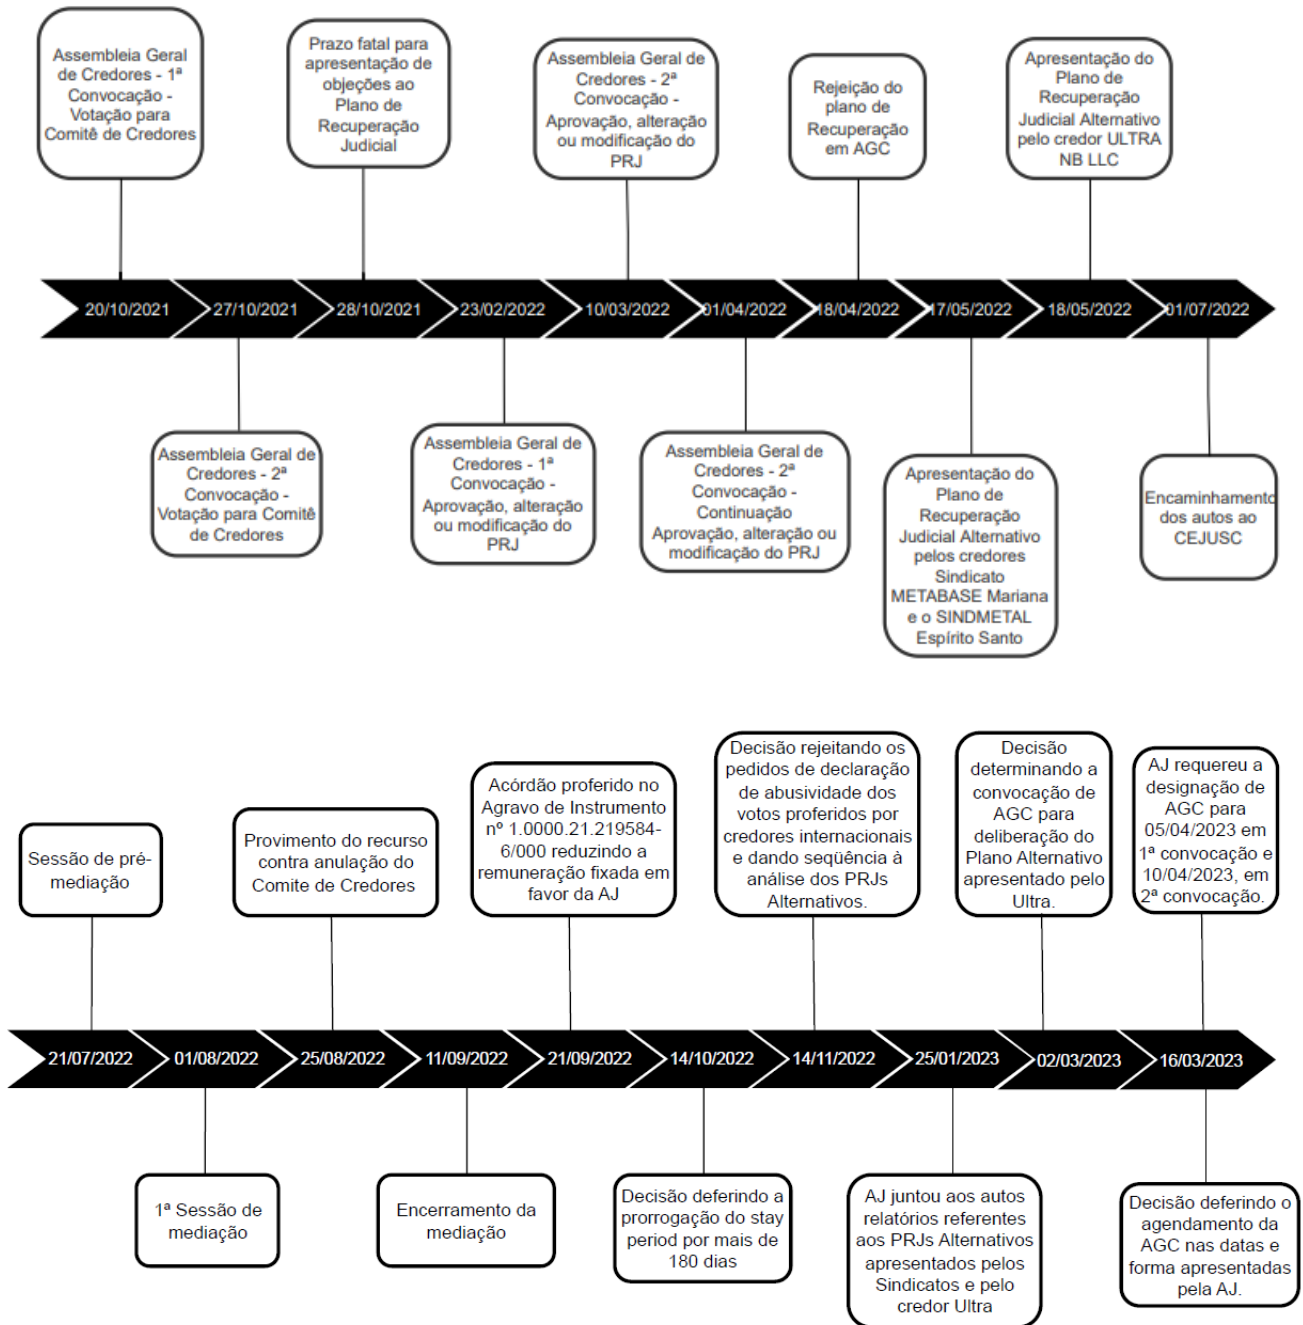 Assembleia Geral
de Credores - 1ª
Convocação -
Votação para
Comitê de Credores
Prazo fatal para
apresentação de
objeções ao
Plano de
Recuperação
Judicial
Assembleia Geral de
Credores - 2ª
Convocação -
Aprovação, alteração
ou modificação do
PRJ
Rejeição do
plano de
Recuperação
em AGC
Apresentação do
Plano de
Recuperação
Judicial Alternativo
pelo credor ULTRA
NB LLC
20/10/2021
27/10/2021
28/10/2021
23/02/2022
10/03/2022
01/04/2022
18/04/2022
17/05/2022
18/05/2022
01/07/2022
Assembleia Geral de
Credores - 2ª
Convocação -
Votação para Comitê
de Credores
Assembleia Geral de
Credores - 1ª
Convocação -
Aprovação, alteração
ou modificação do
PRJ
Assembleia Geral de
Credores - 2ª
Convocação -
Continuação
Aprovação, alteração ou
modificação do PRJ
Apresentação do
Plano de
Recuperação
Judicial Alternativo
pelos credores
Sindicato
METABASE Mariana
e o SINDMETAL
Espírito Santo
Encaminhamento
dos autos ao
CEJUSC
Sessão de pré-
mediação
Provimento do recurso
contra anulação do
Comite de Credores
Acórdão proferido no
Agravo de Instrumento
nº 1.0000.21.219584-
6/000 reduzindo a
remuneração fixada em
favor da AJ
Decisão rejeitando os
pedidos de declaração
de abusividade dos
votos proferidos por
credores internacionais
e dando seqüência à
análise dos PRJs
Alternativos.
Decisão
determinando a
convocação de
AGC para
deliberação do
Plano Alternativo
apresentado pelo
Ultra.
AJ requereu a
designação de
AGC para
05/04/2023 em
1ª convocação e
10/04/2023, em
2ª convocação.
21/07/2022
01/08/2022
25/08/2022
11/09/2022
21/09/2022
14/10/2022
14/11/2022
25/01/2023
02/03/2023
16/03/2023
1ª Sessão de
mediação
Encerramento da
mediação
Decisão deferindo a
prorrogação do stay
period por mais de
180 dias
AJ juntou aos autos
relatórios referentes
aos PRJs Alternativos
apresentados pelos
Sindicatos e pelo
credor Ultra
Decisão deferindo o
agendamento da
AGC nas datas e
forma apresentadas
pela AJ.